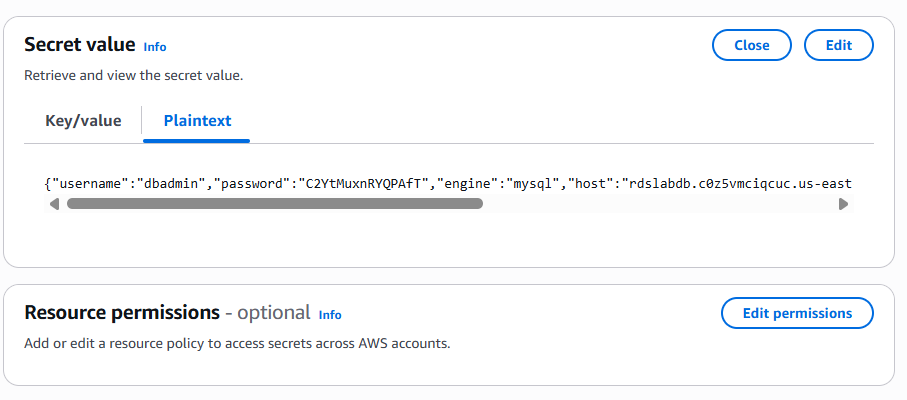 Secret value Info
Close
Edit
Retrieve and view the secret value.
Key/value
Plaintext
{"username":"dbadmin","password":"C2YtMuxnRYQPAfT","engine":"mysql","host":"rdslabdb.c0z5vmciqcuc.us-east
Resource permissions - optional Info
Edit permissions
Add or edit a resource policy to access secrets across AWS accounts.